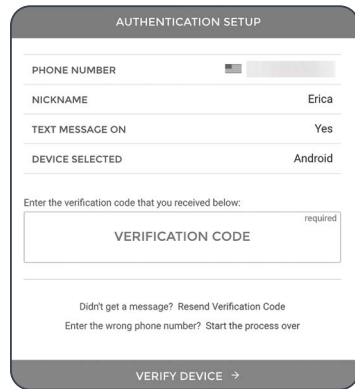 AUTHENTICATION SETUP
PHONE NUMBER
NICKNAME Erica
TEXT MESSAGE ON Yes
DEVICE SELECTED Android
Enter the verification code that you received below:
required
VERIFICATION CODE
Didn't get a message? Resend Verification Code
Enter the wrong phone number? Start the process over
VERIFY DEVICE →